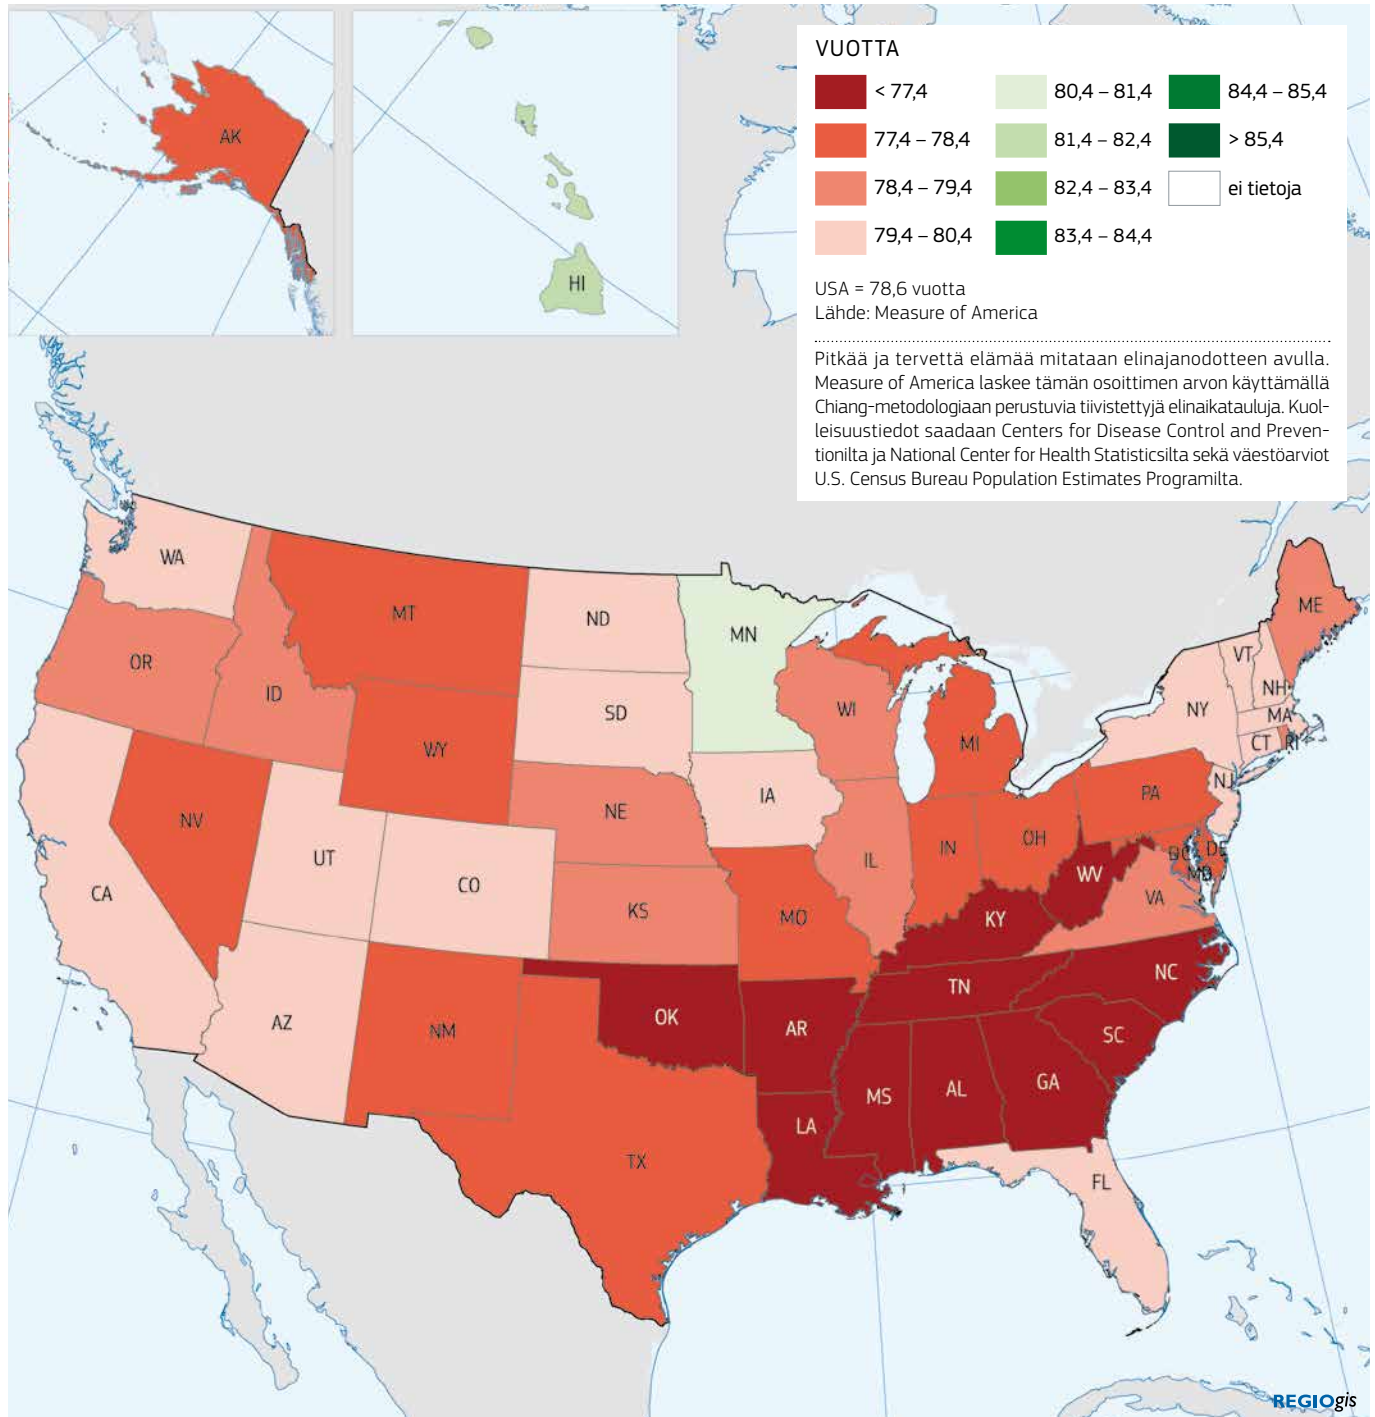 VUOTTA
< 77,4
77,4 – 78,4
78,4 – 79,4
79,4 – 80,4
80,4 – 81,4
81,4 – 82,4
82,4 – 83,4
83,4 – 84,4
84,4 – 85,4
> 85,4
ei tietoja
USA = 78,6 vuotta
Lähde: Measure of America
Pitkää ja tervettä elämää mitataan elinajanodotteen avulla.
Measure of America laskee tämän osoittimen arvon käyttämällä
Chiang-metodologiaan perustuvia tiivistettyjä elinaikatauluja. Kuol-
leisuustiedot saadaan Centers for Disease Control and Preven-
tionilta ja National Center for Health Statisticsilta sekä väestöarviot
U.S. Census Bureau Population Estimates Programilta.
AK
HI
WA
MT
ND
MN
ME
OR
ID
SD
WI
VT
NH
NY
MA
WY
MI
CT
RI
NV
NE
IA
PA
NJ
UT
CO
IL
IN
OH
DC
DE
MD
CA
KS
MO
WV
VA
KY
AZ
NM
OK
AR
TN
NC
SC
MS
AL
GA
LA
TX
FL
REGIOgis